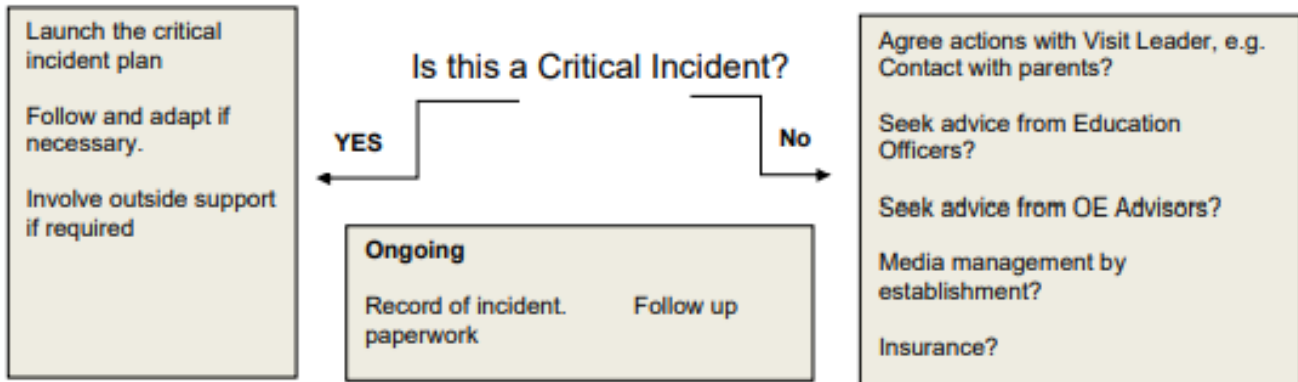 Launch the critical
incident plan
Follow and adapt if
necessary.
Involve outside support
if required
Is this a Critical Incident?
YES
No
Ongoing
Record of incident. Follow up
paperwork
Agree actions with Visit Leader, e.g.
Contact with parents?
Seek advice from Education
Officers?
Seek advice from OE Advisors?
Media management by
establishment?
Insurance?